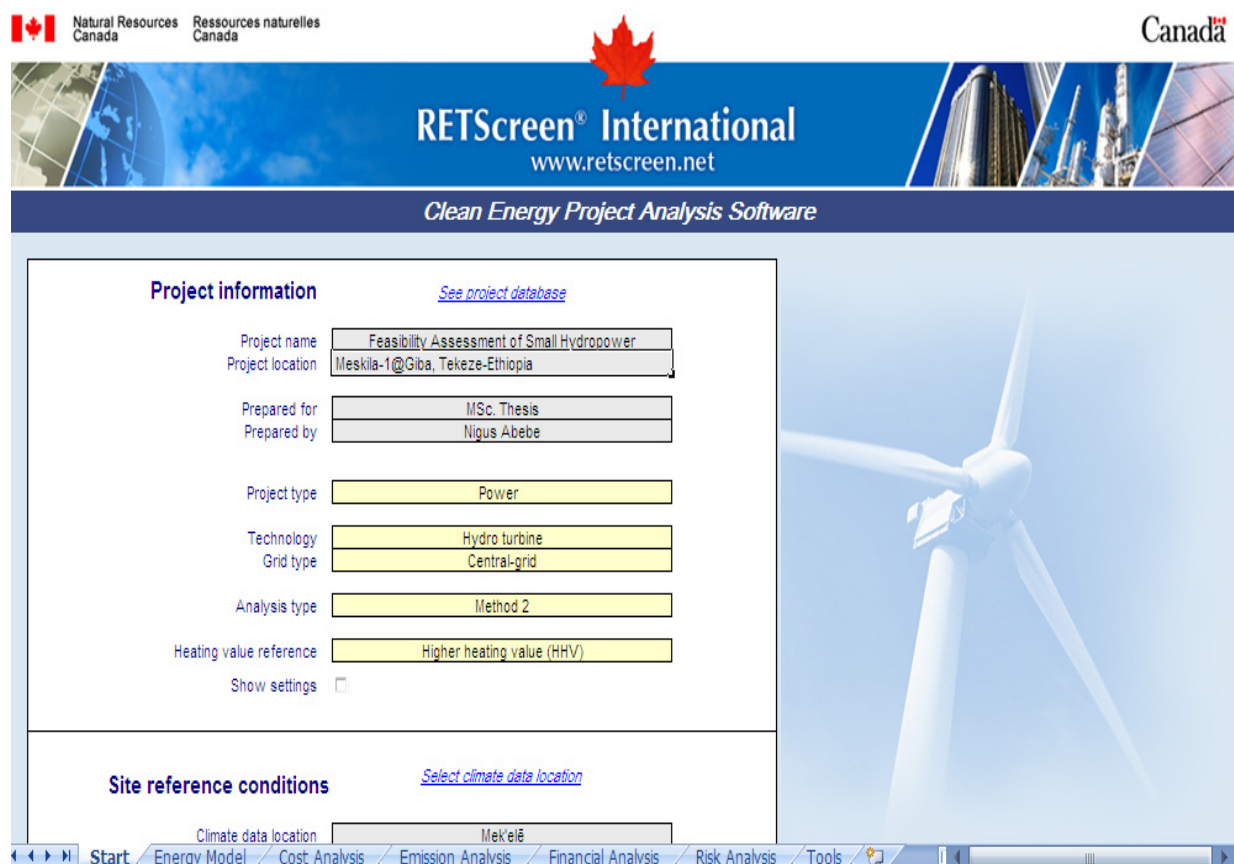 Natural Resources Ressources naturelles
Canada Canada
Canada
RETScreen® International
www.retscreen.net
Clean Energy Project Analysis Software
Project information See project database
Project name Feasibility Assessment of Small Hydropower
Project location Meskila-1@Giba, Tekeze-Ethiopia
Prepared for MSc. Thesis
Prepared by Nigus Abebe
Project type Power
Technology Hydro turbine
Grid type Central-grid
Analysis type Method 2
Heating value reference Higher heating value (HHV)
Show settings
Site reference conditions Select climate data location
Climate data location Mek'elē
Start Energy Model Cost Analysis Emission Analysis Financial Analysis Risk Analysis Tools